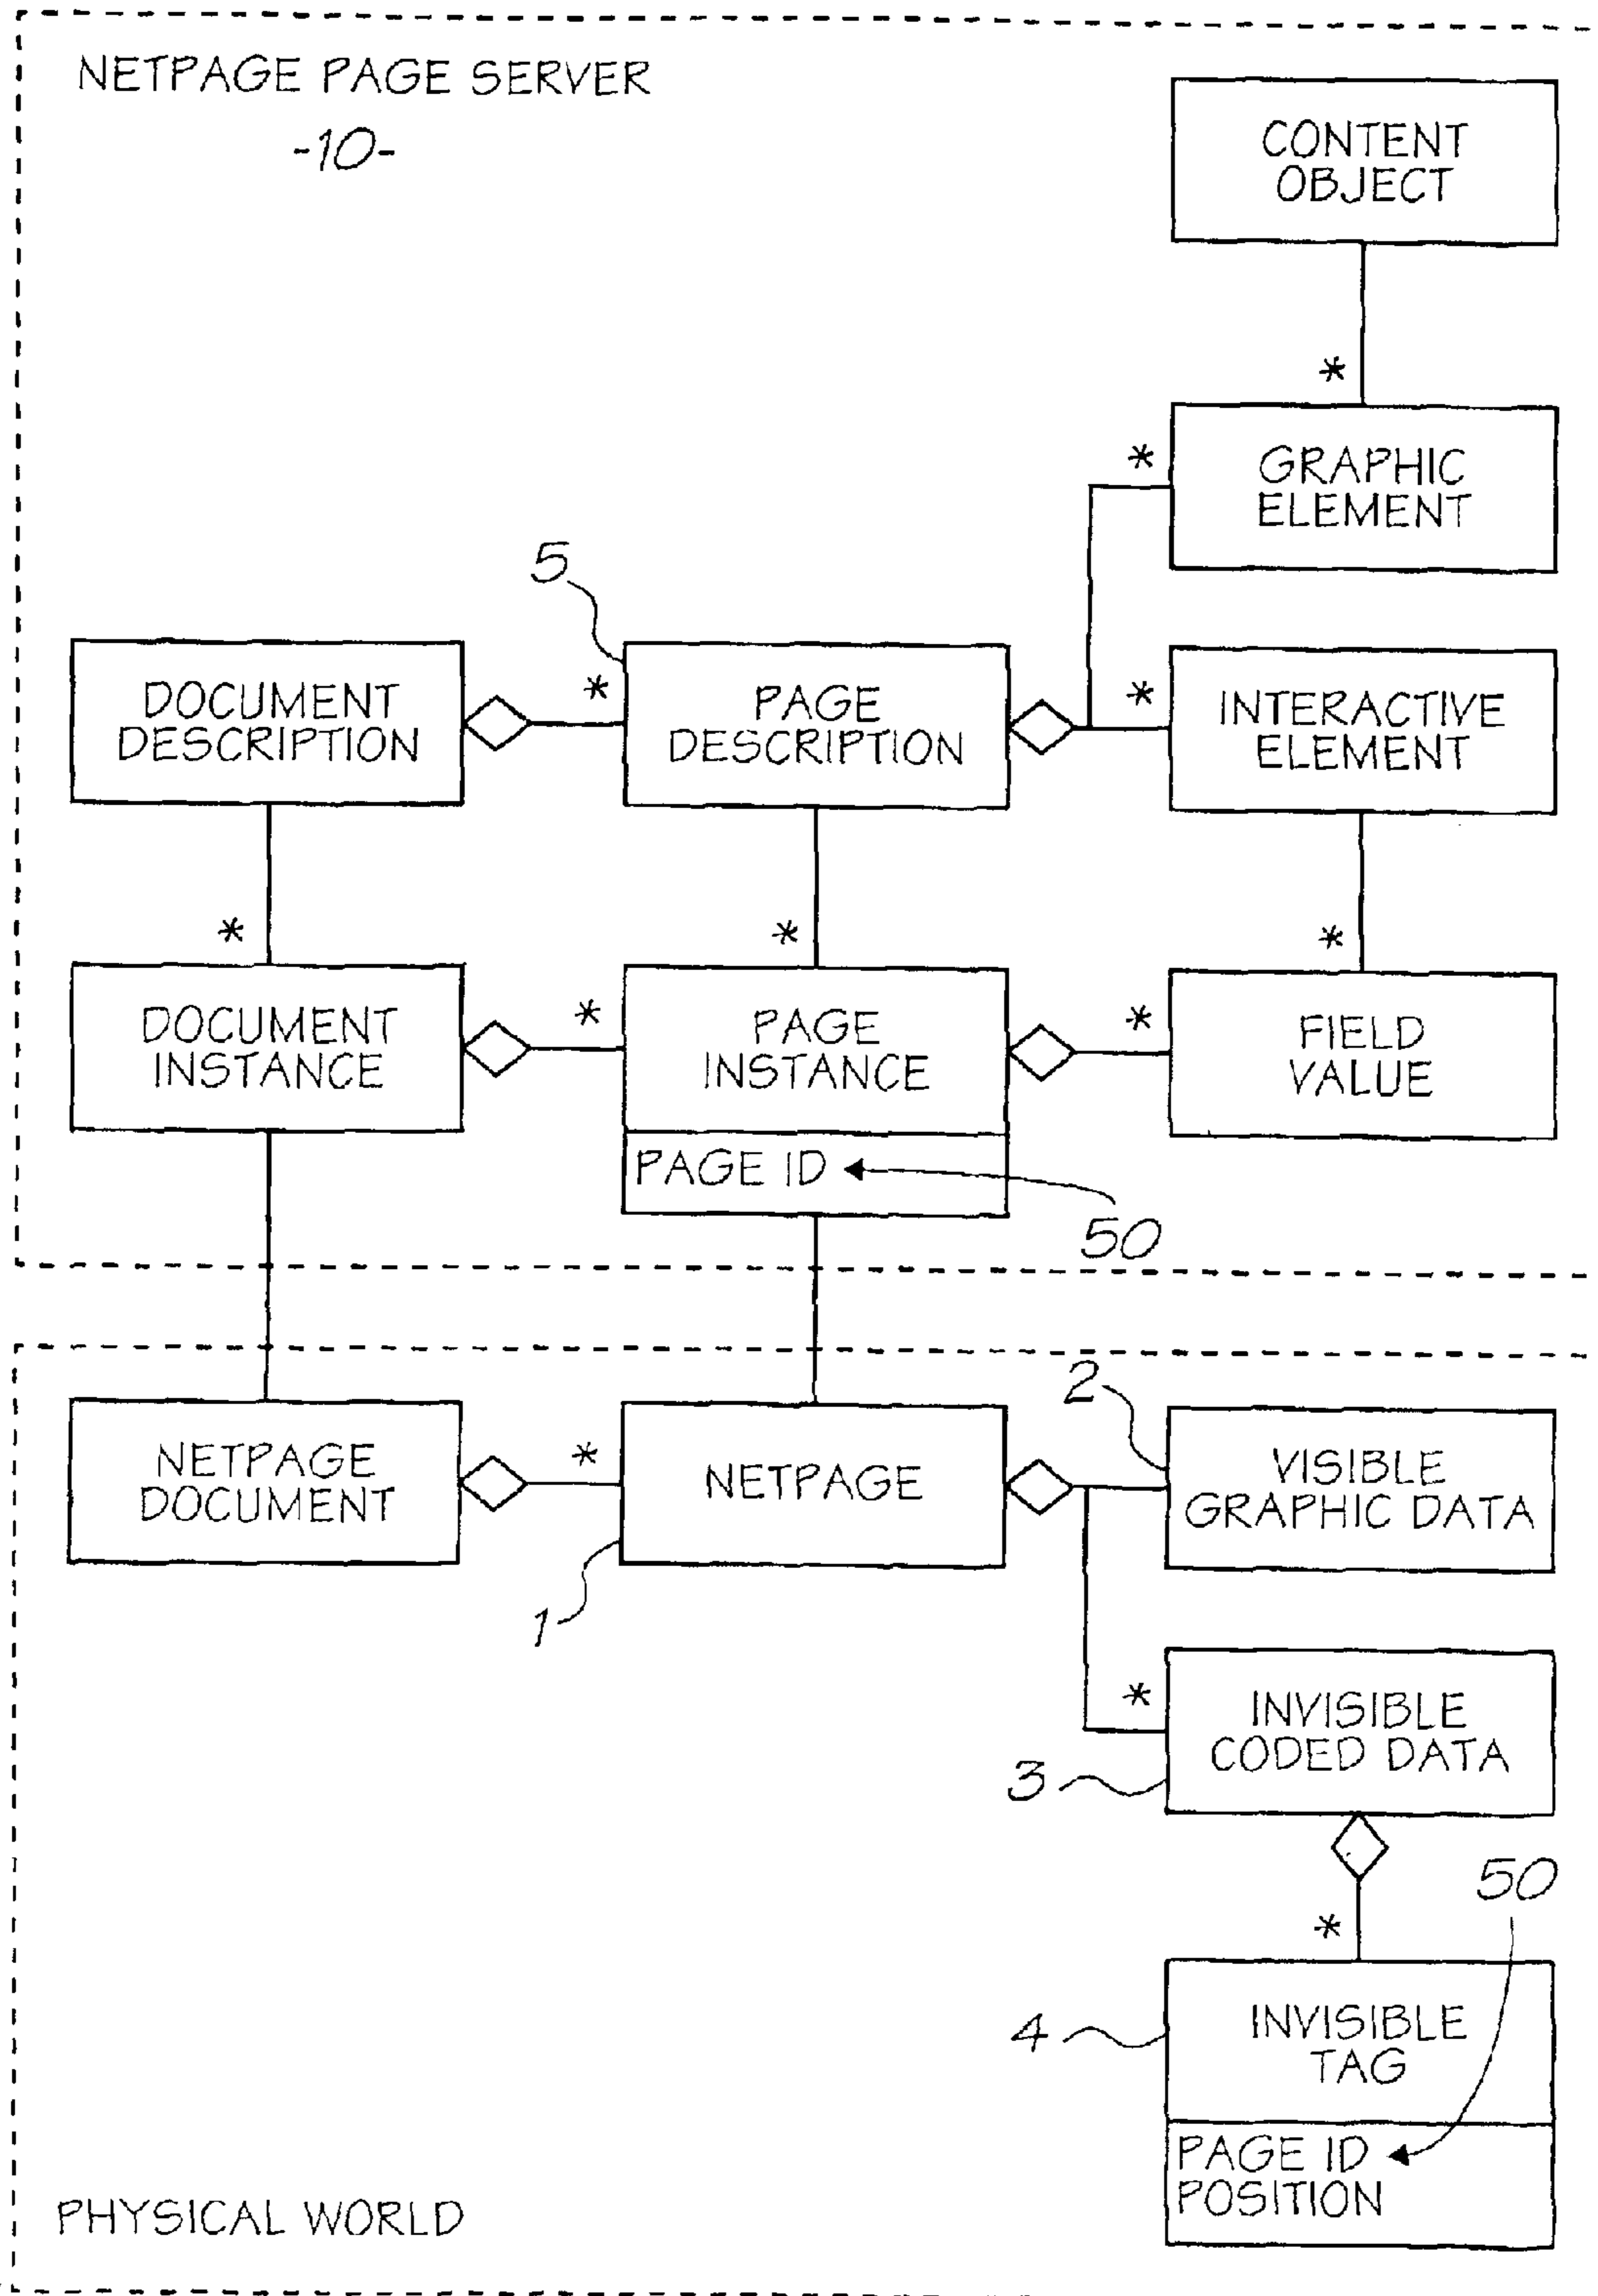 NETPAGE PAGE SERVER
-10-
CONTENT
OBJECT
*
*
GRAPHIC
ELEMENT
5
DOCUMENT
DESCRIPTION
*
PAGE
DESCRIPTION
*
INTERACTIVE
ELEMENT
*
*
*
DOCUMENT
INSTANCE
*
PAGE
INSTANCE
*
FIELD
VALUE
PAGE ID
50
2
NETPAGE
DOCUMENT
*
NETPAGE
VISIBLE
GRAPHIC DATA
1
*
INVISIBLE
CODED DATA
3
50
*
4
INVISIBLE
TAG
PAGE ID
POSITION
PHYSICAL WORLD